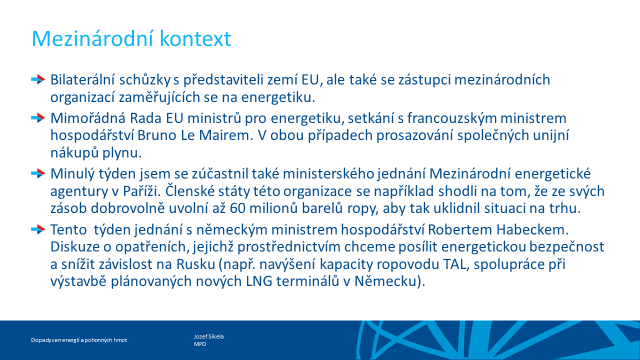 Mezinárodní kontext
Bilaterální schůzky s představiteli zemí EU, ale také se zástupci mezinárodních
organizací zaměřujících se na energetiku.
Mimořádná Rada EU ministrů pro energetiku, setkání s francouzským ministrem
hospodářství Bruno Le Mairem. V obou případech prosazování společných unijní
nákupů plynu.
Minulý týden jsem se zúčastnil také ministerského jednání Mezinárodní energetické
agentury v Paříži. Členské státy této organizace se například shodli na tom, že ze svých
zásob dobrovolně uvolní až 60 milionů barelů ropy, aby tak uklidnil situaci na trhu.
Tento  týden jednání s německým ministrem hospodářství Robertem Habeckem.
Diskuze o opatřeních, jejichž prostřednictvím chceme posílit energetickou bezpečnost
a snížit závislost na Rusku (např. navýšení kapacity ropovodu TAL, spolupráce při
výstavbě plánovaných nových LNG terminálů v Německu).
Dopady cen energií a pohonných hmot
Jozef Síkela
MPO